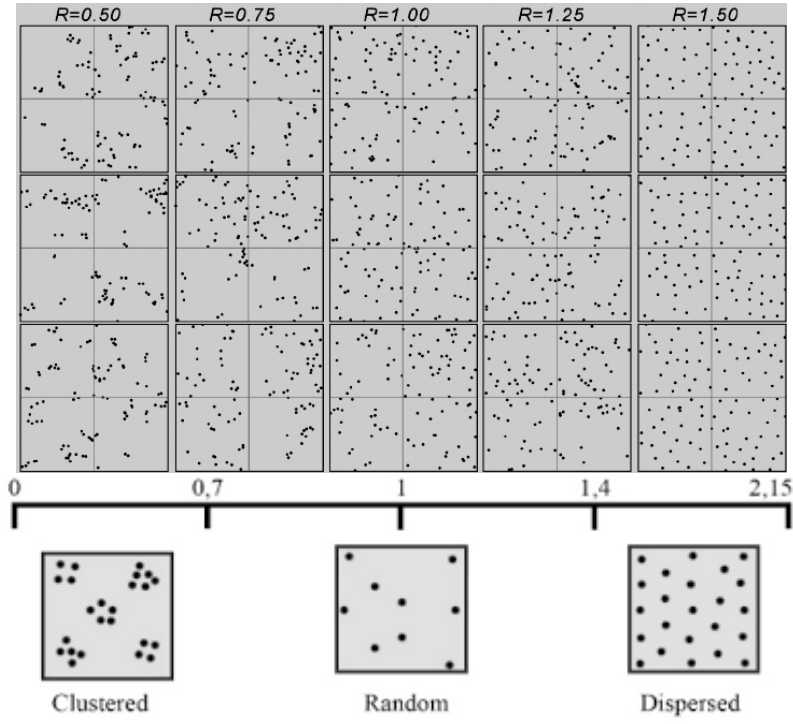 R=0.50 R=0.75 R=1.00 R=1.25 R=1.50
0 0,7 1 1,4 2,15
Clustered Random Dispersed